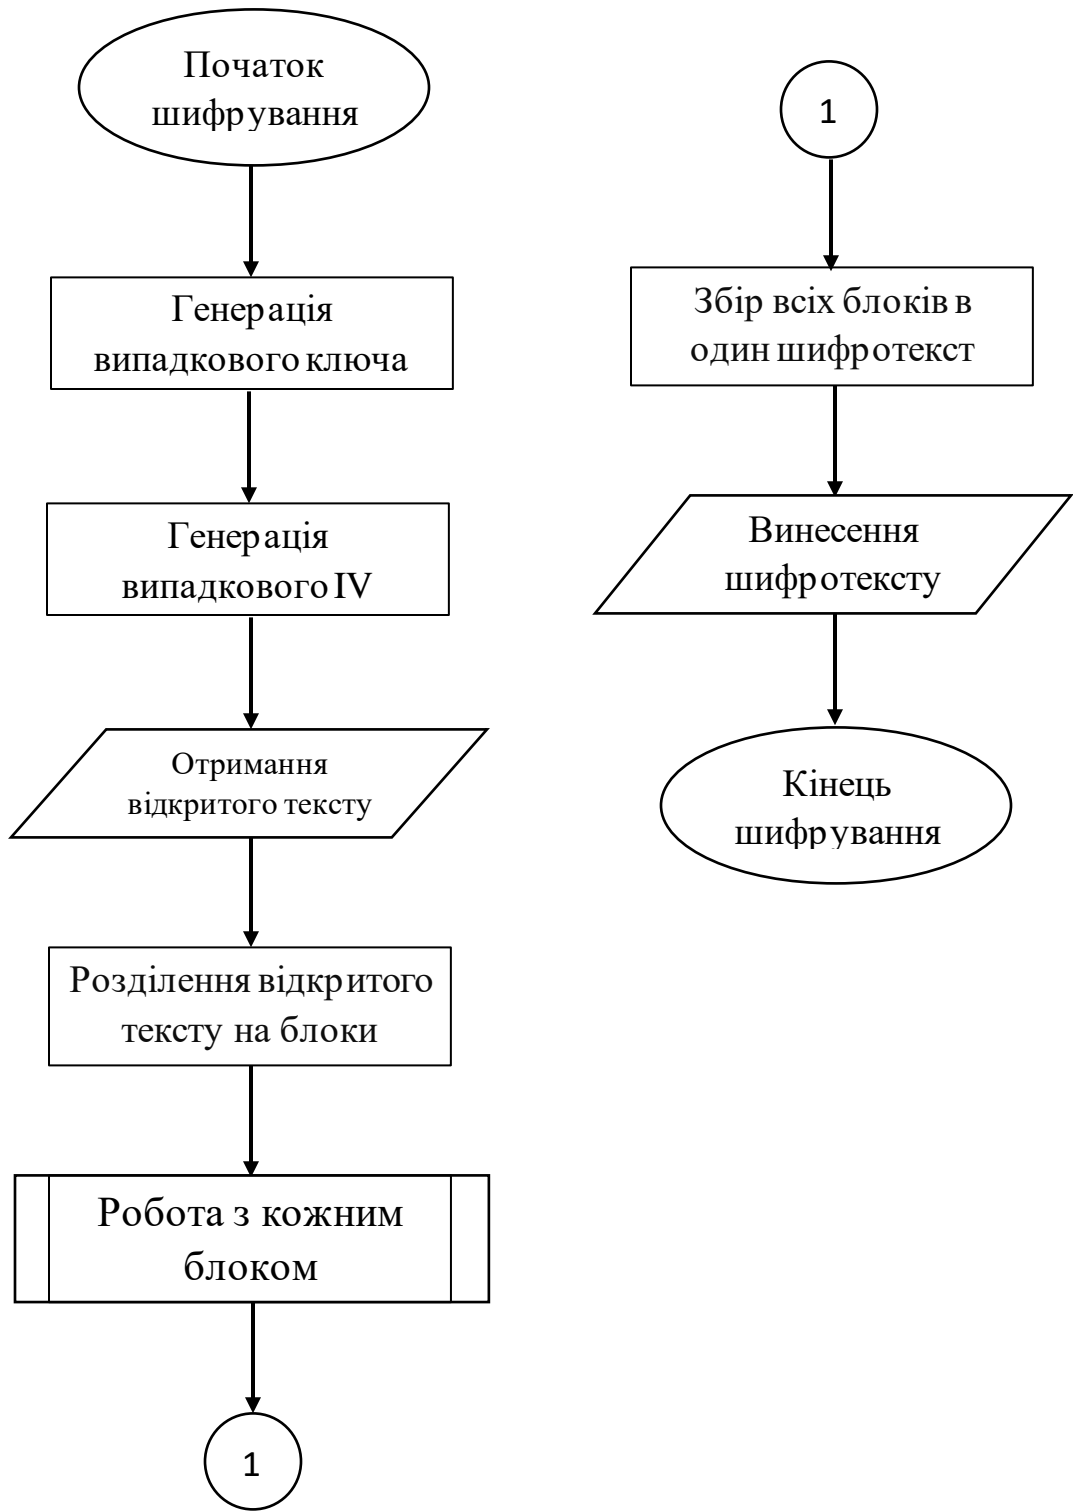 Початок
шифрування
Генерація
випадкового ключа
Генерація
випадкового IV
Отримання
відкритого тексту
Розділення відкритого
тексту на блоки
Робота з кожним
блоком
1
1
Збір всіх блоків в
один шифротекст
Винесення
шифротексту
Кінець
шифрування